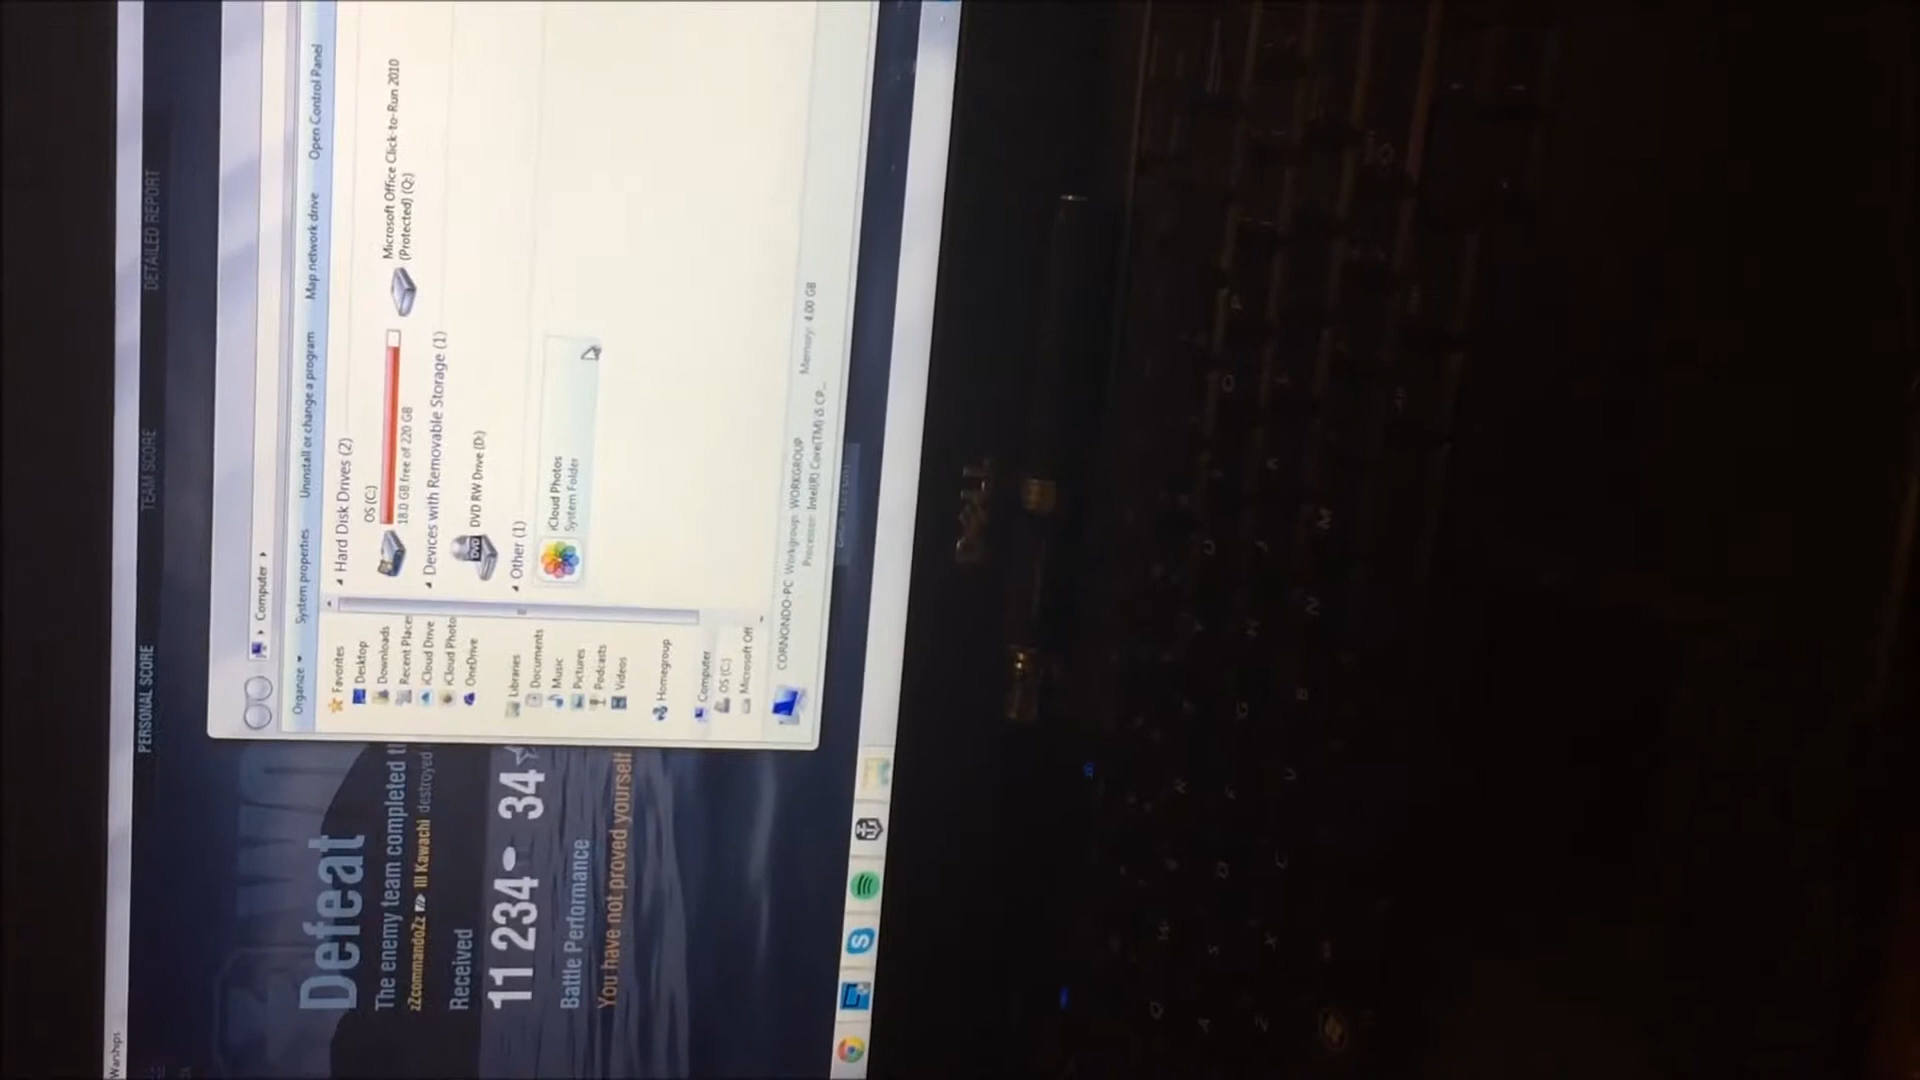 Warships
PERSONAL SCORE
TEAM SCORE
DETAILED REPORT
Computer
Organize
System properties
Uninstall or change a program
Map network drive
Open Control Panel
Favorites
Desktop
Downloads
Recent Place
iCloud Drive
iCloud Photo
OneDrive
Libraries
Documents
Music
Pictures
Podcasts
Videos
Homegroup
Computer
OS (C:)
Microsoft Off
Hard Disk Drives (2)
OS (C:)
18.0 GB free of 220 GB
Microsoft Office Click-to-Run 2010
(Protected) (Q:)
Devices with Removable Storage (1)
DVD
DVD RW Drive (D:)
Other (1)
iCloud Photos
System Folder
CORNONDO-PC Workgroup: WORKGROUP Memory: 4.00 GB
Processor: Intel(R) Core(TM) i5 CP...
Defeat
The enemy team completed t
zZcommandoZz III Kawachi destroyed
Received
11 234 34
Battle Performance
You have not proved yourself
DELL
Q W R U O P
A S D F G H J K
Z X C V B N M